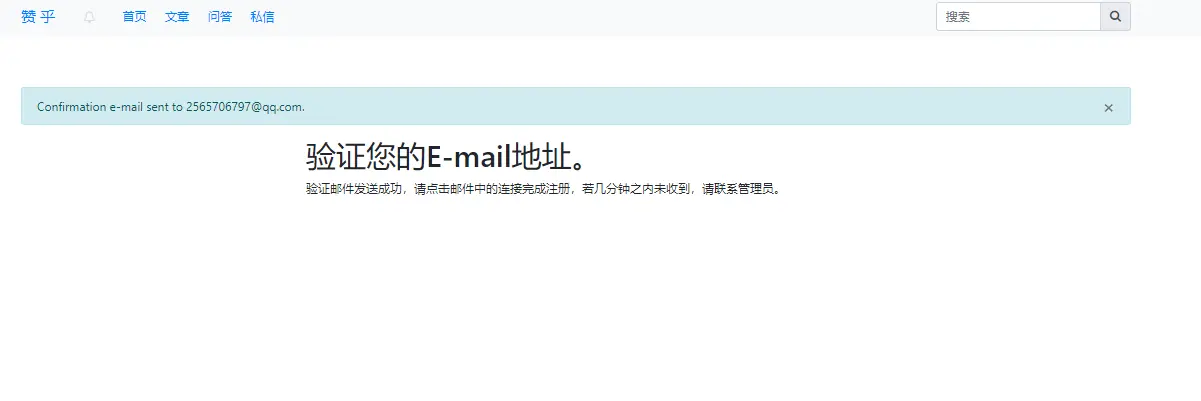 赞乎 首页 文章 问答 私信 搜索
Confirmation e-mail sent to 2565706797@qq.com. ×
验证您的E-mail地址。
验证邮件发送成功，请点击邮件中的连接完成注册，若几分钟之内未收到，请联系管理员。